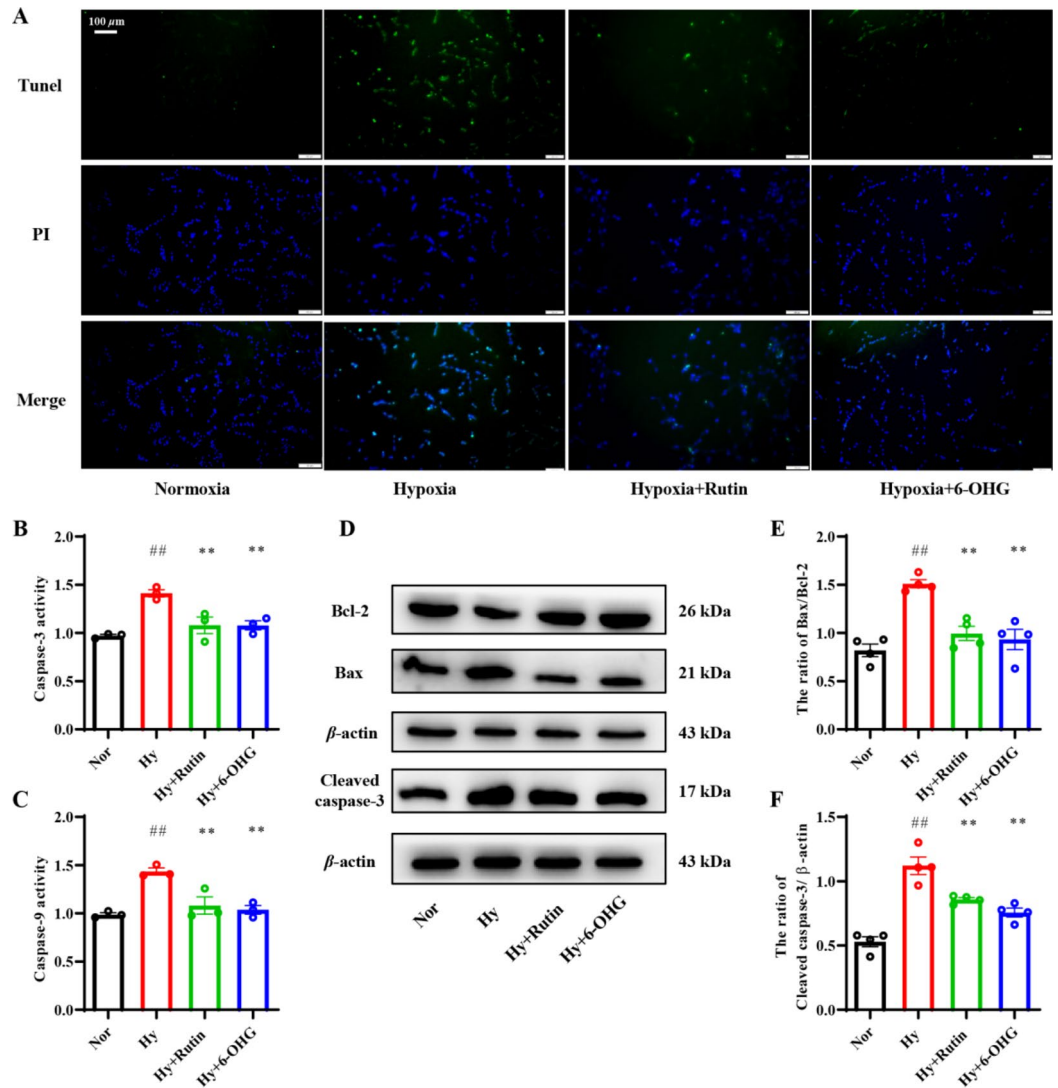 A
100 μm
Tunel
PI
Merge
Normoxia
Hypoxia
Hypoxia+Rutin
Hypoxia+6-OHG
B
2.0
1.5
1.0
0.5
0.0
Caspase-3 activity
##
**
**
Nor
Hy
Hy+Rutin
Hy+6-OHG
C
2.0
1.5
1.0
0.5
0.0
Caspase-9 activity
##
**
**
Nor
Hy
Hy+Rutin
Hy+6-OHG
D
Bcl-2
26 kDa
Bax
21 kDa
β-actin
43 kDa
Cleaved
caspase-3
17 kDa
β-actin
43 kDa
Nor
Hy
Hy+Rutin
Hy+6-OHG
E
2.0
1.5
1.0
0.5
0.0
The ratio of Bax/Bcl-2
##
**
**
Nor
Hy
Hy+Rutin
Hy+6-OHG
F
1.5
1.0
0.5
0.0
The ratio of
Cleaved caspase-3/ β-actin
##
**
**
Nor
Hy
Hy+Rutin
Hy+6-OHG